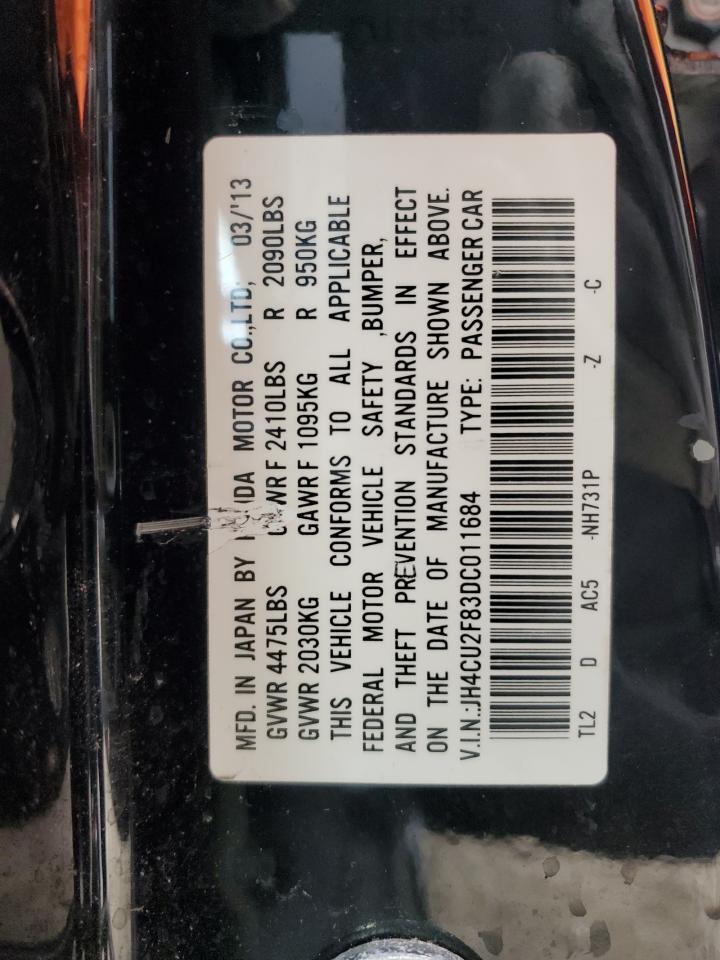 MFD. IN JAPAN BY DA MOTOR CO.,LTD, 03/'13
GVWR 4475LBS WR F 2410LBS R 2090LBS
GVWR 2030KG GAWR F 1095KG R 950KG
THIS VEHICLE CONFORMS TO ALL APPLICABLE
FEDERAL MOTOR VEHICLE SAFETY ,BUMPER,
AND THEFT PREVENTION STANDARDS IN EFFECT
ON THE DATE OF MANUFACTURE SHOWN ABOVE.
V.I.N.:JH4CU2F83DC011684 TYPE: PASSENGER CAR
TL2 D AC5 -NH731P -Z -C